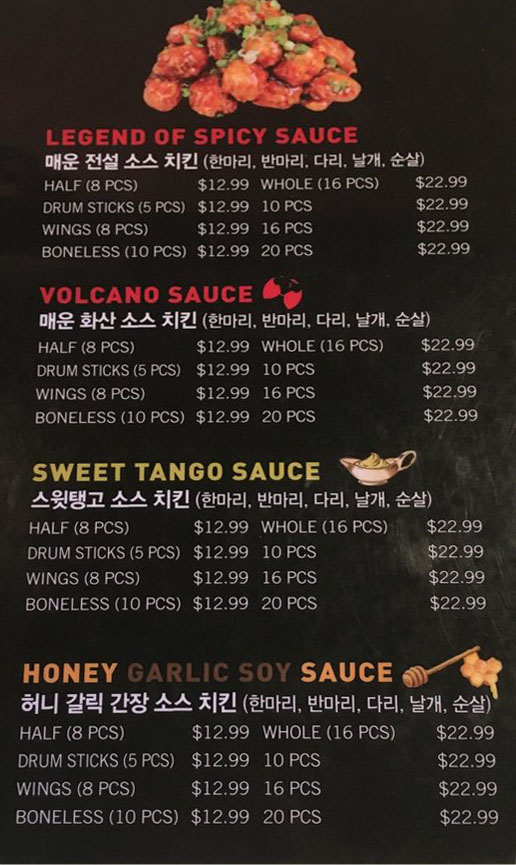 LEGEND OF SPICY SAUCE
매운 전설 소스 치킨 (한마리, 반마리, 다리, 날개, 순살)
HALF (8 PCS) $12.99 WHOLE (16 PCS) $22.99
DRUM STICKS (5 PCS) $12.99 10 PCS $22.99
WINGS (8 PCS) $12.99 16 PCS $22.99
BONELESS (10 PCS) $12.99 20 PCS $22.99
VOLCANO SAUCE
매운 화산 소스 치킨 (한마리, 반마리, 다리, 날개, 순살)
HALF (8 PCS) $12.99 WHOLE (16 PCS) $22.99
DRUM STICKS (5 PCS) $12.99 10 PCS $22.99
WINGS (8 PCS) $12.99 16 PCS $22.99
BONELESS (10 PCS) $12.99 20 PCS $22.99
SWEET TANGO SAUCE
스윗탱고 소스 치킨 (한마리, 반마리, 다리, 날개, 순살)
HALF (8 PCS) $12.99 WHOLE (16 PCS) $22.99
DRUM STICKS (5 PCS) $12.99 10 PCS $22.99
WINGS (8 PCS) $12.99 16 PCS $22.99
BONELESS (10 PCS) $12.99 20 PCS $22.99
HONEY GARLIC SOY SAUCE
허니 갈릭 간장 소스 치킨 (한마리, 반마리, 다리, 날개, 순살)
HALF (8 PCS) $12.99 WHOLE (16 PCS) $22.99
DRUM STICKS (5 PCS) $12.99 10 PCS $22.99
WINGS (8 PCS) $12.99 16 PCS $22.99
BONELESS (10 PCS) $12.99 20 PCS $22.99